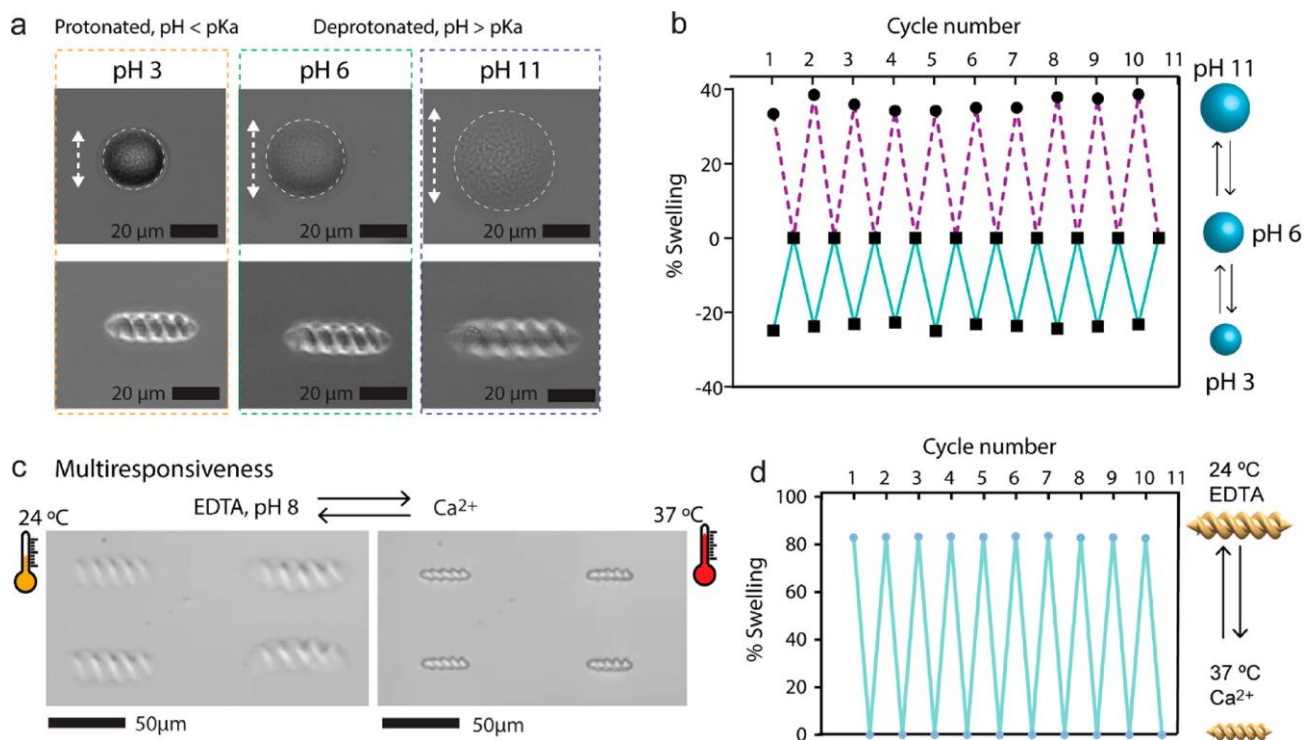 a
Protonated, pH < pKa
Deprotonated, pH > pKa
pH 3
pH 6
pH 11
20 µm
20 µm
20 µm
20 µm
20 µm
20 µm
b
Cycle number
1 2 3 4 5 6 7 8 9 10 11
40
20
0
-20
-40
% Swelling
pH 11
pH 6
pH 3
c Multiresponsiveness
EDTA, pH 8
Ca²⁺
24 ºC
37 ºC
50µm
50µm
d
Cycle number
1 2 3 4 5 6 7 8 9 10 11
100
80
60
40
20
0
% Swelling
24 ºC
EDTA
37 ºC
Ca²⁺